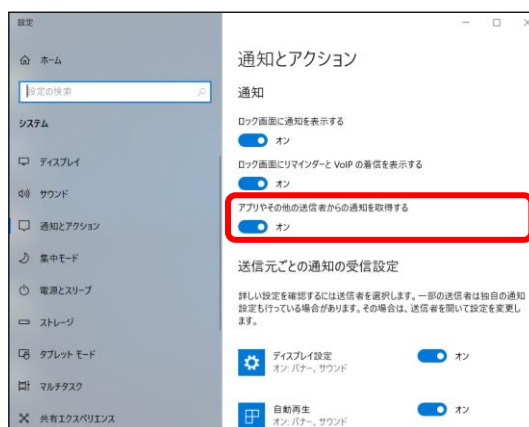 設定
ホーム
設定の検索
システム
ディスプレイ
サウンド
通知とアクション
集中モード
電源とスリープ
ストレージ
タブレット モード
マルチタスク
共有エクスペリエンス
通知とアクション
通知
ロック画面に通知を表示する
オン
ロック画面にリマインダーと VoIP の着信を表示する
オン
アプリやその他の送信者からの通知を取得する
オン
送信元ごとの通知の受信設定
詳しい設定を確認するには送信者を選択します。一部の送信者は独自の通知
設定も行っている場合があります。その場合は、送信者を開いて設定を変更し
ます。
ディスプレイ設定
オン: バナー、サウンド
オン
自動再生
オン: バナー、サウンド
オン